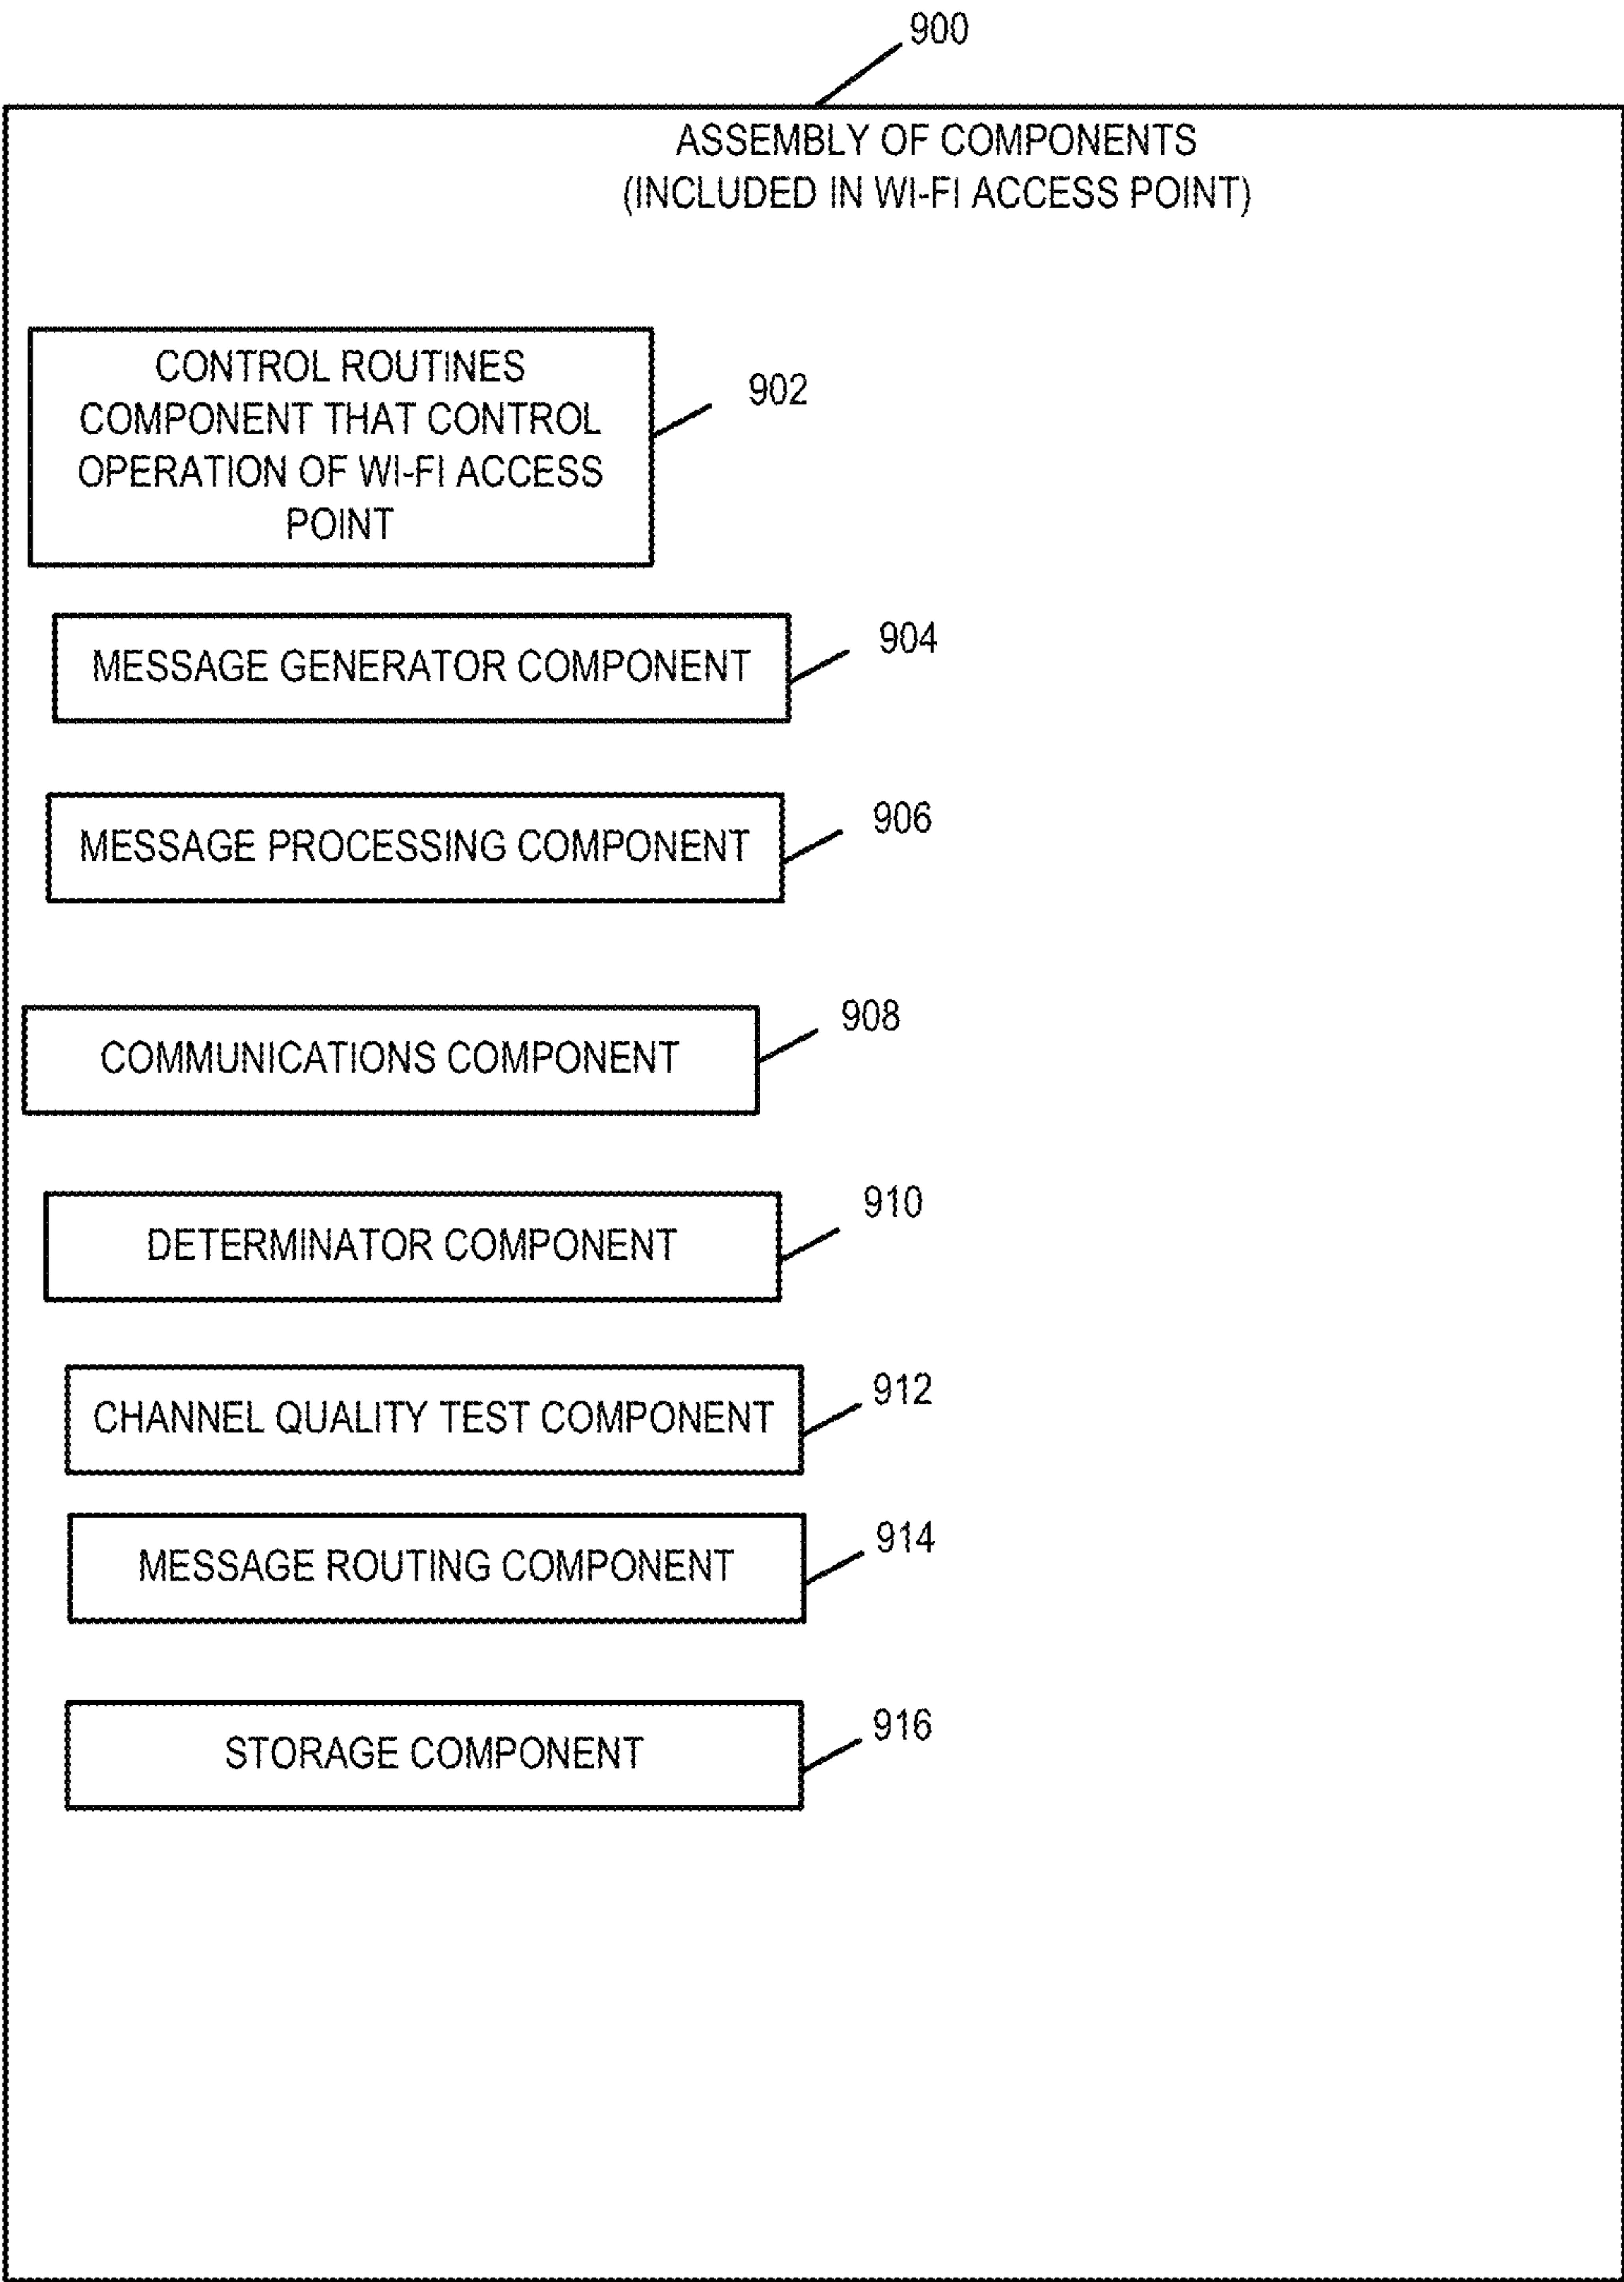 900
ASSEMBLY OF COMPONENTS
(INCLUDED IN WI-FI ACCESS POINT)
CONTROL ROUTINES
COMPONENT THAT CONTROL
OPERATION OF WI-FI ACCESS
POINT
902
MESSAGE GENERATOR COMPONENT
904
MESSAGE PROCESSING COMPONENT
906
COMMUNICATIONS COMPONENT
908
DETERMINATOR COMPONENT
910
CHANNEL QUALITY TEST COMPONENT
912
MESSAGE ROUTING COMPONENT
914
STORAGE COMPONENT
916